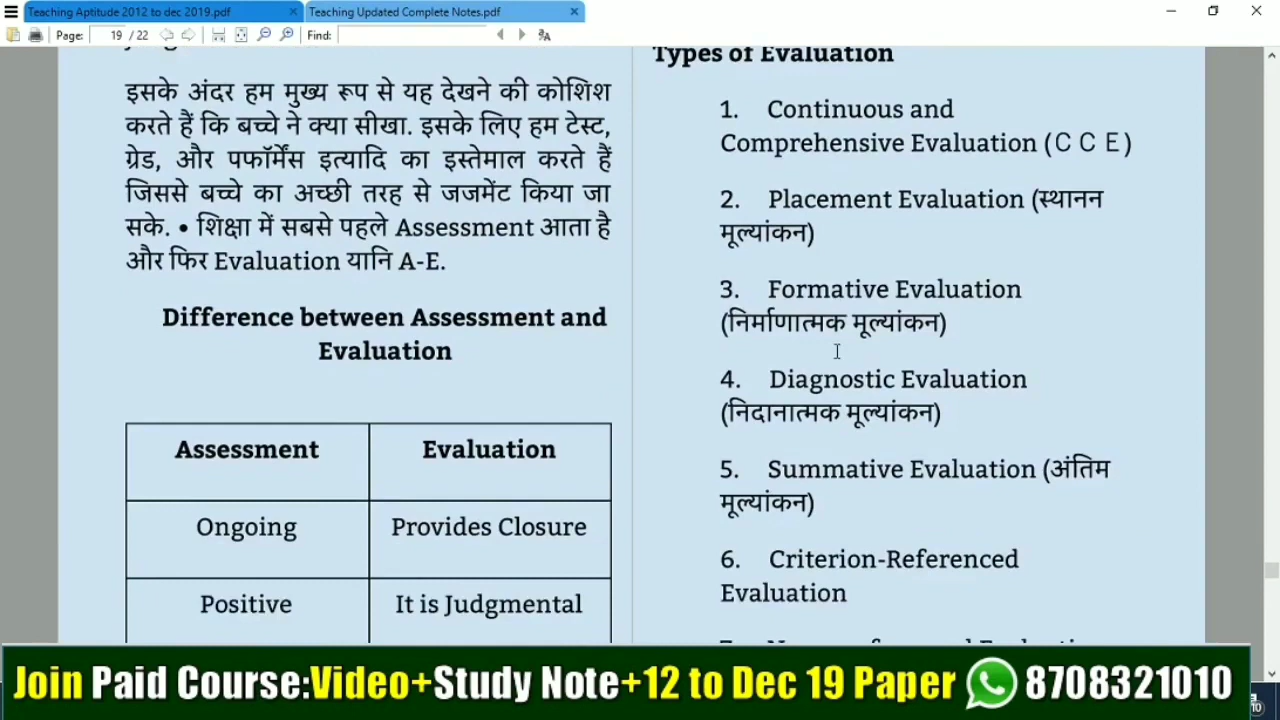 Teaching Aptitude 2012 to dec 2019.pdf
Teaching Updated Complete Notes.pdf
Page: 19 / 22 Find:
इसके अंदर हम मुख्य रूप से यह देखने की कोशिश
करते हैं कि बच्चे ने क्या सीखा. इसके लिए हम टेस्ट,
ग्रेड, और पर्फॉर्मेंस इत्यादि का इस्तेमाल करते हैं
जिससे बच्चे का अच्छी तरह से जजमेंट किया जा
सके. • शिक्षा में सबसे पहले Assessment आता है
और फिर Evaluation यानि A-E.
Difference between Assessment and
Evaluation
Assessment Evaluation
Ongoing Provides Closure
Positive It is Judgmental
Types of Evaluation
1. Continuous and
Comprehensive Evaluation (C C E)
2. Placement Evaluation (स्थानन
मूल्यांकन)
3. Formative Evaluation
(निर्माणात्मक मूल्यांकन)
4. Diagnostic Evaluation
(निदानात्मक मूल्यांकन)
5. Summative Evaluation (अंतिम
मूल्यांकन)
6. Criterion-Referenced
Evaluation
Join Paid Course:Video+Study Note+12 to Dec 19 Paper 8708321010